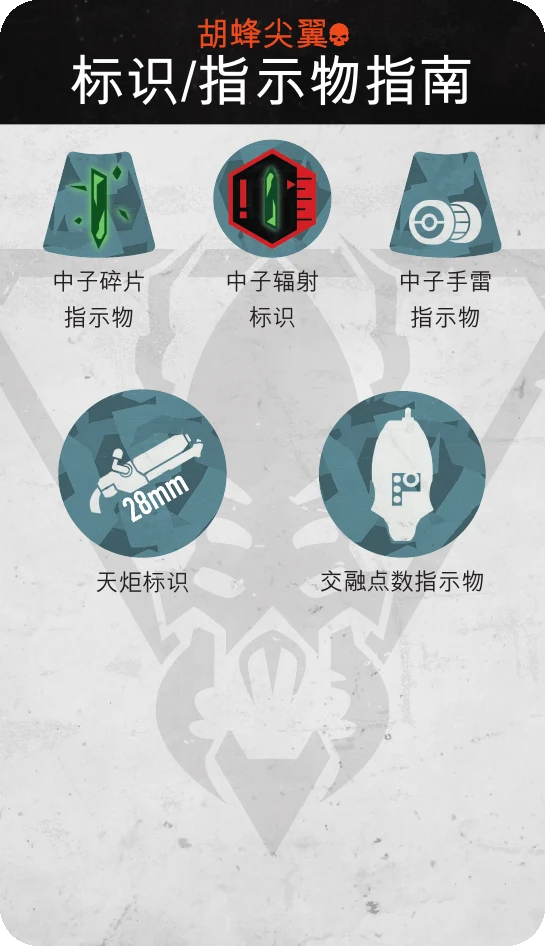 胡蜂尖翼
标识/指示物指南
中子碎片
指示物
中子辐射
标识
中子手雷
指示物
28mm
天炬标识
交融点数指示物